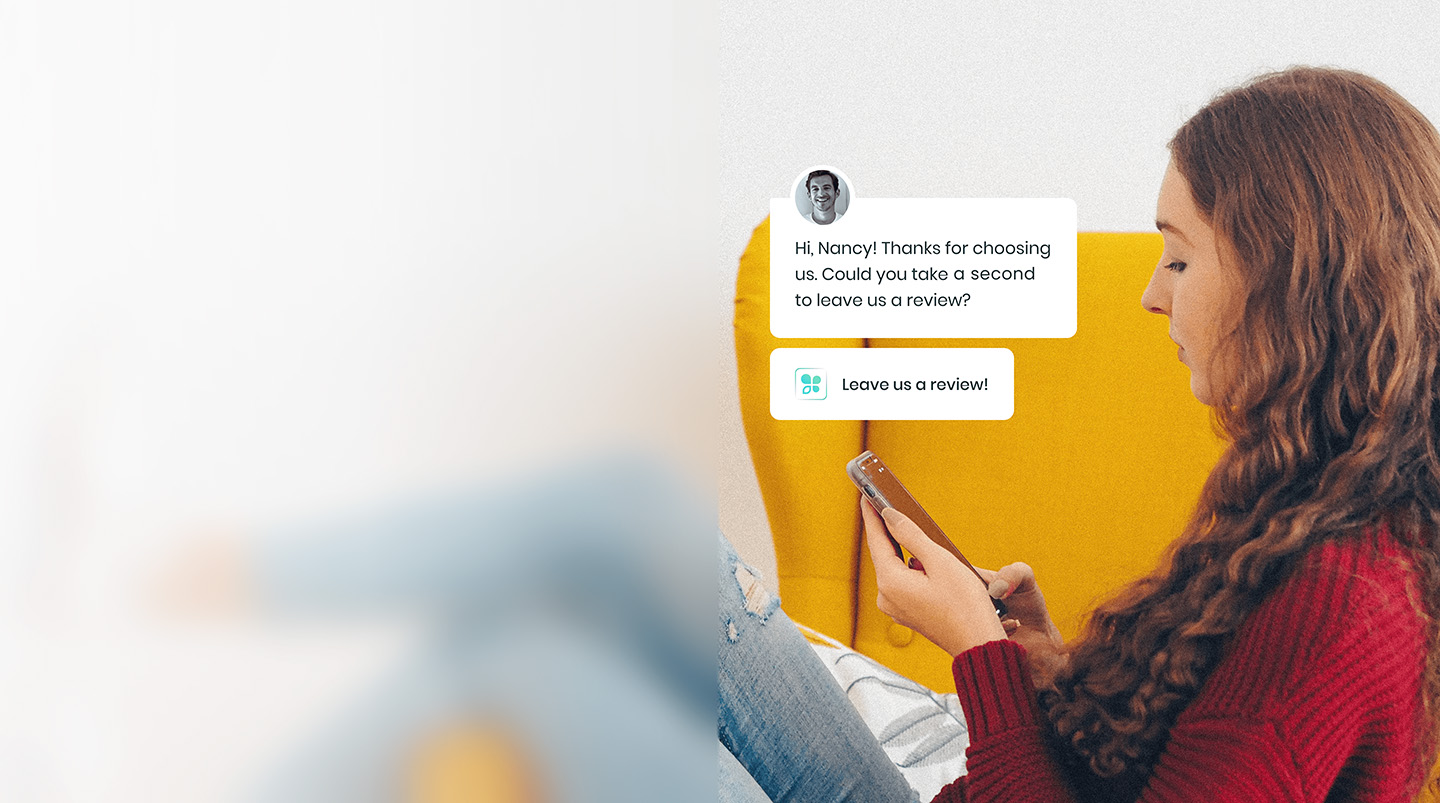 Hi, Nancy! Thanks for choosing
us. Could you take a second
to leave us a review?
Leave us a review!